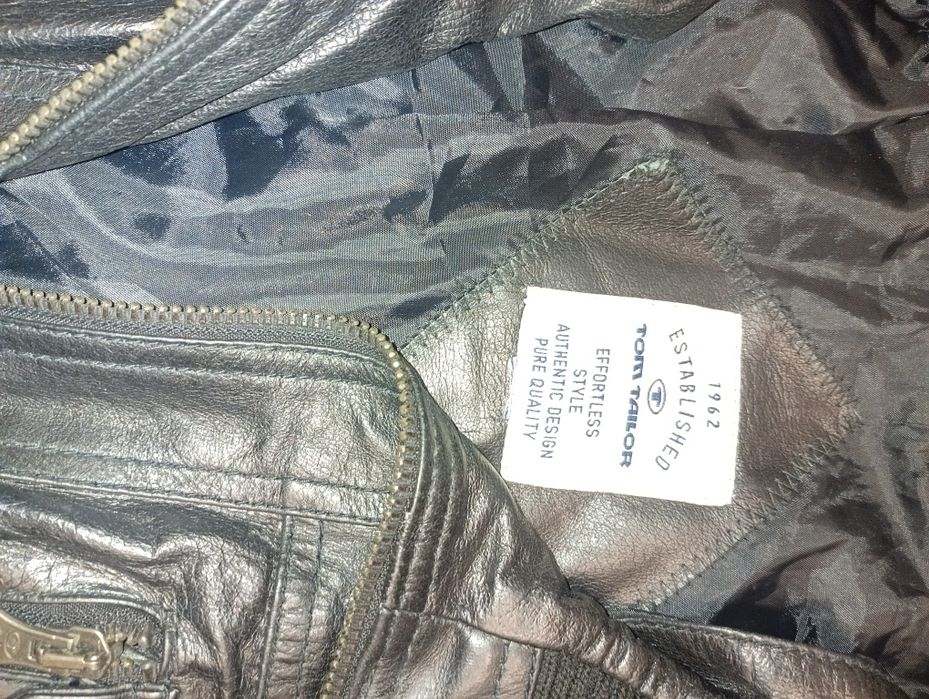 1962
ESTABLISHED
T
TOM TAILOR
EFFORTLESS
STYLE
AUTHENTIC DESIGN
PURE QUALITY